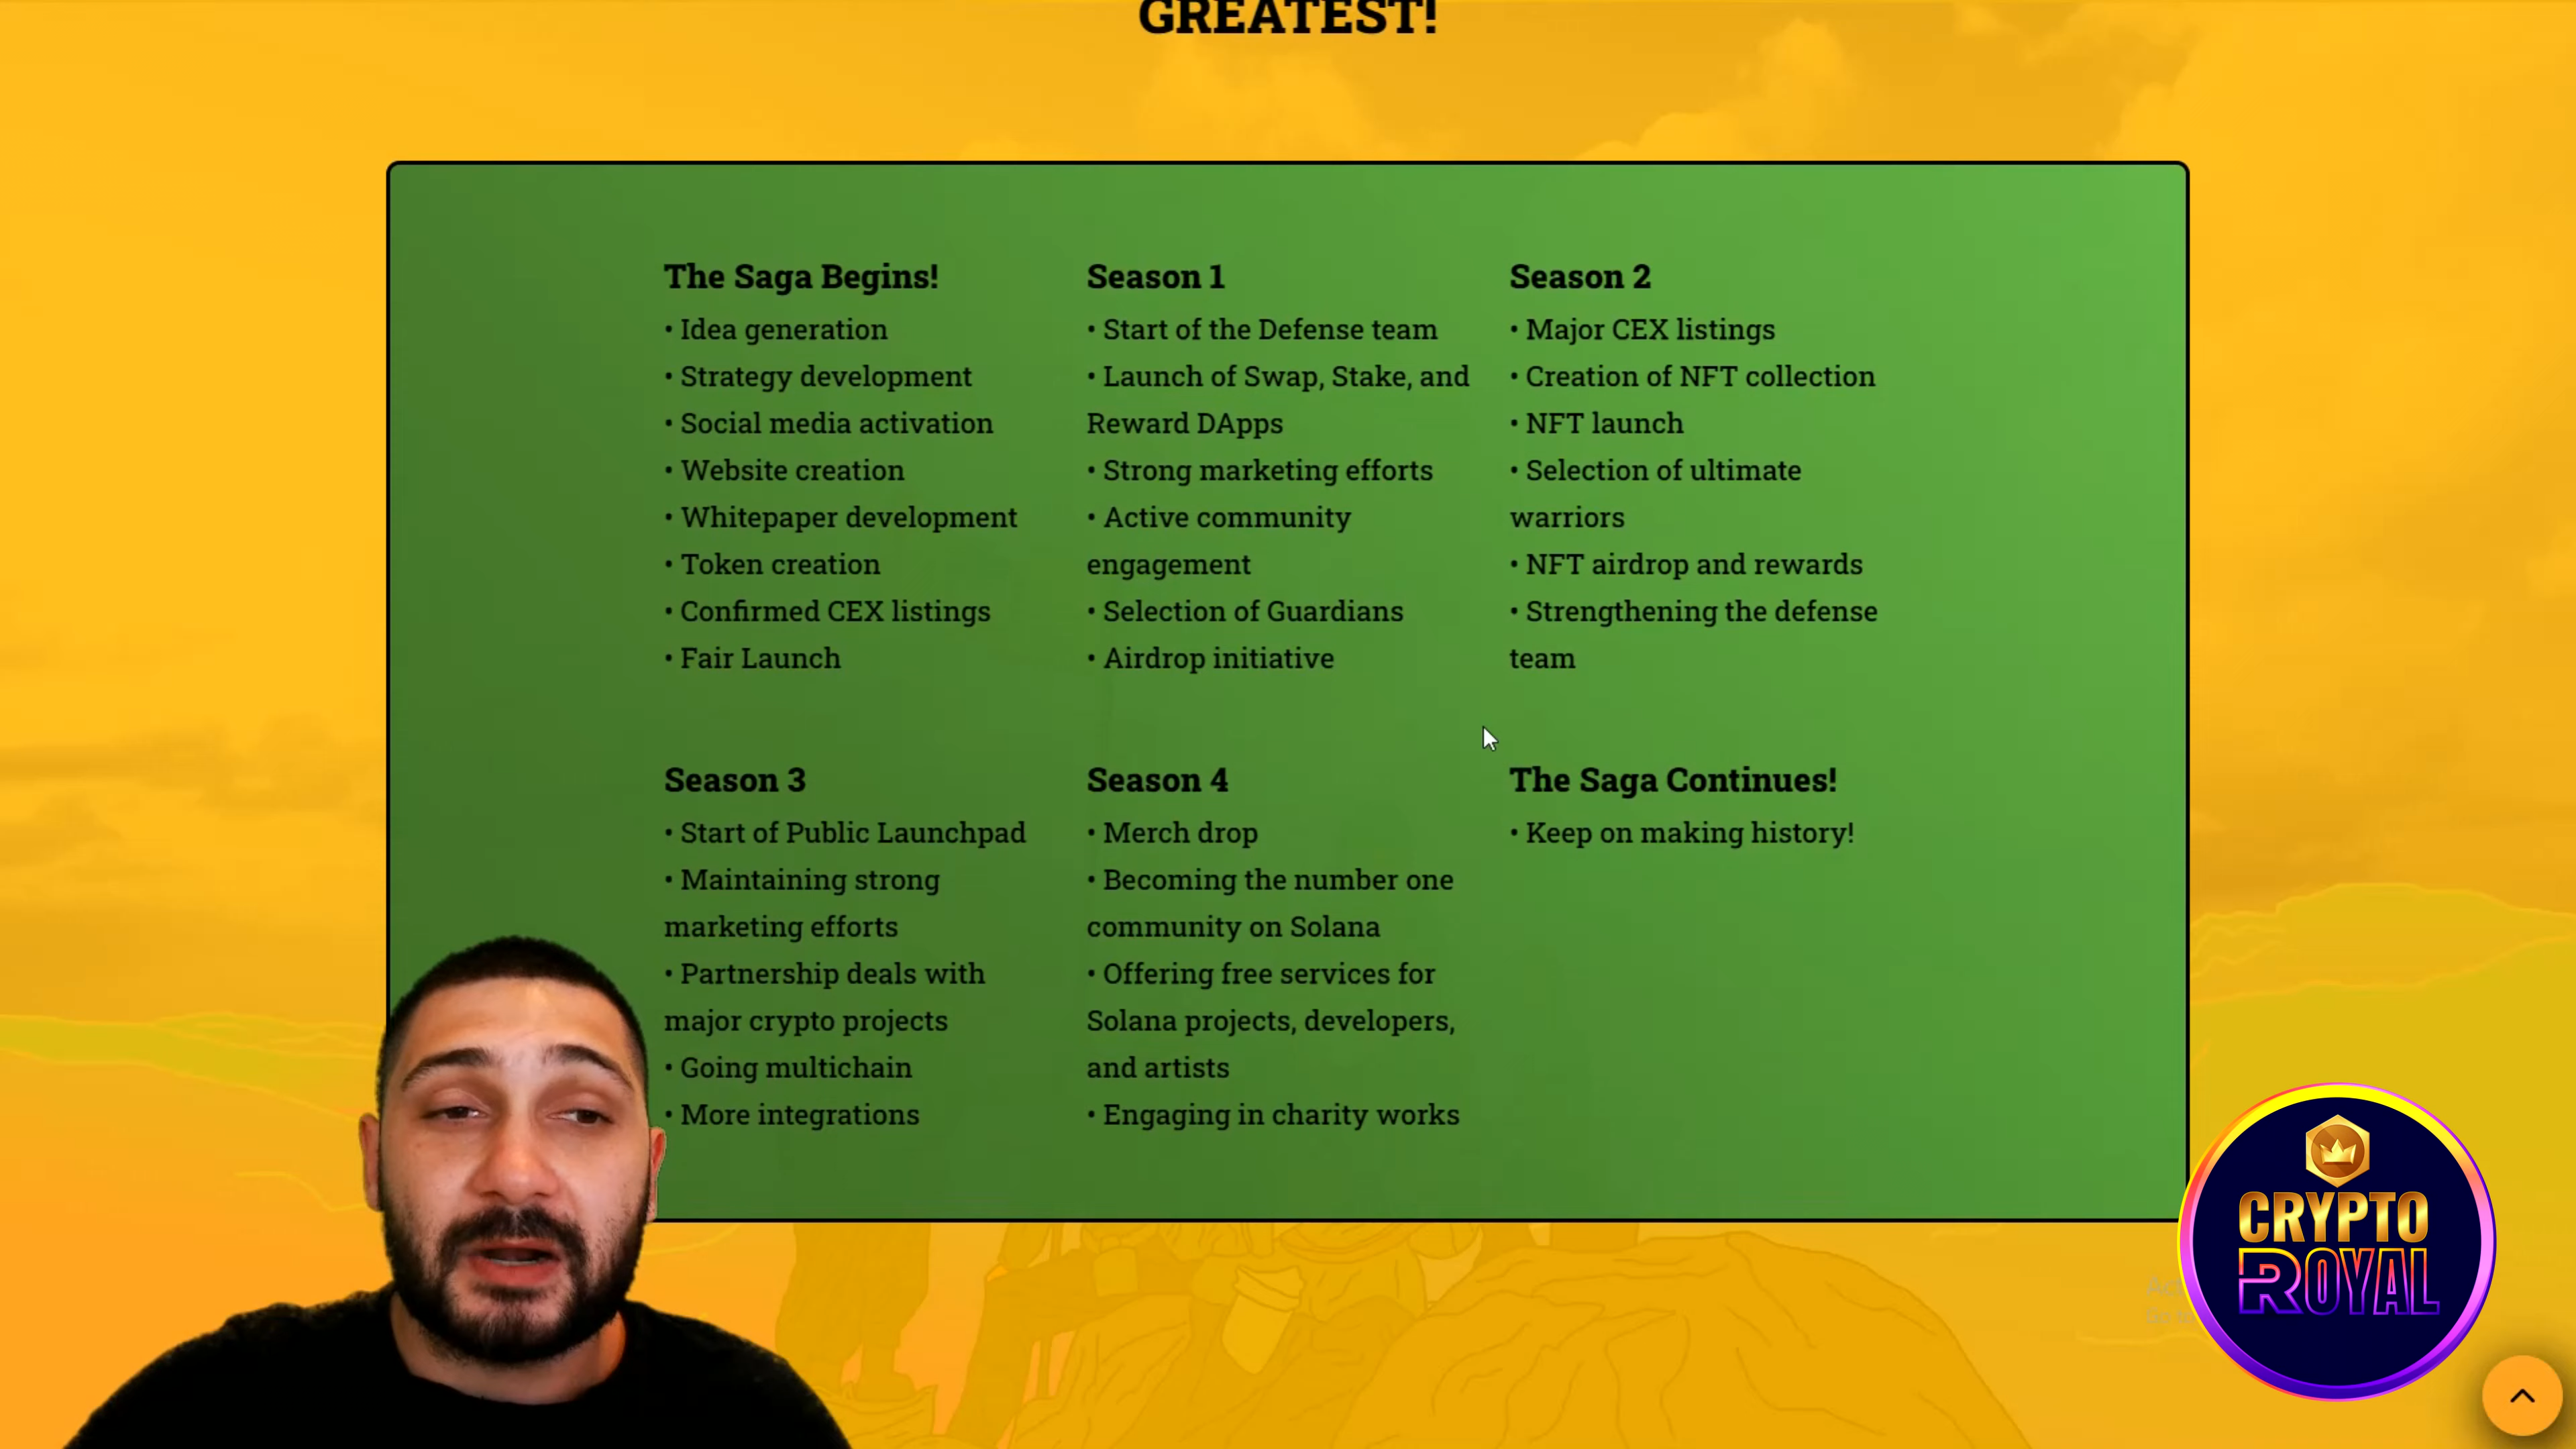 GREATEST!
The Saga Begins!
• Idea generation
• Strategy development
• Social media activation
• Website creation
• Whitepaper development
• Token creation
• Confirmed CEX listings
• Fair Launch
Season 1
• Start of the Defense team
• Launch of Swap, Stake, and
Reward DApps
• Strong marketing efforts
• Active community
engagement
• Selection of Guardians
• Airdrop initiative
Season 2
• Major CEX listings
• Creation of NFT collection
• NFT launch
• Selection of ultimate
warriors
• NFT airdrop and rewards
• Strengthening the defense
team
Season 3
• Start of Public Launchpad
• Maintaining strong
marketing efforts
• Partnership deals with
major crypto projects
• Going multichain
• More integrations
Season 4
• Merch drop
• Becoming the number one
community on Solana
• Offering free services for
Solana projects, developers,
and artists
• Engaging in charity works
The Saga Continues!
• Keep on making history!
CRYPTO
ROYAL